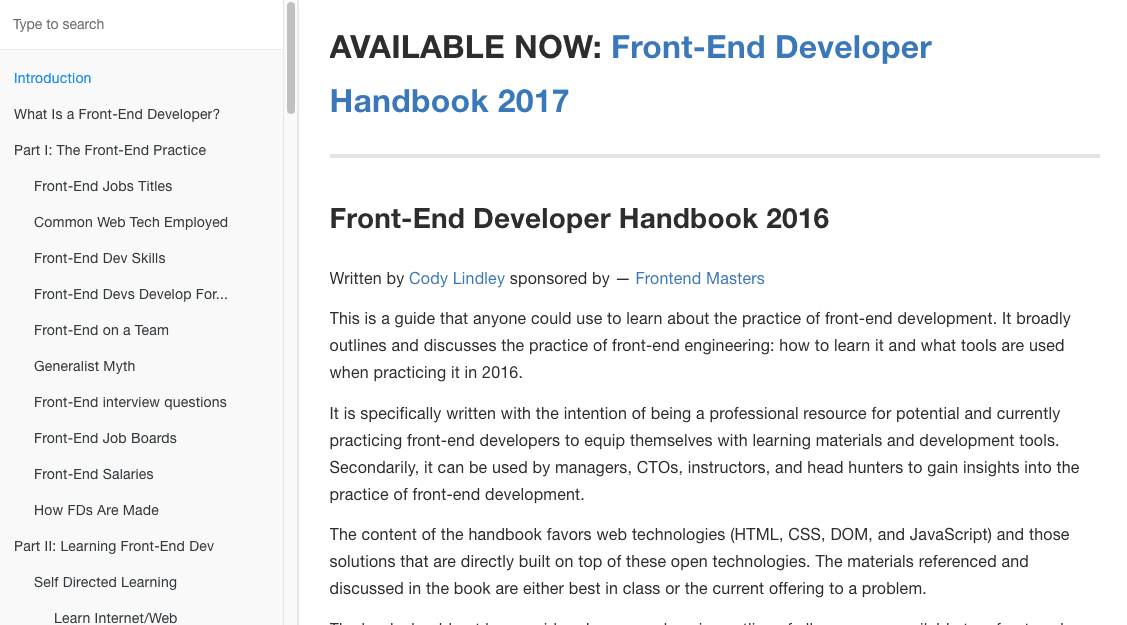 Type to search
Introduction
What Is a Front-End Developer?
Part I: The Front-End Practice
Front-End Jobs Titles
Common Web Tech Employed
Front-End Dev Skills
Front-End Devs Develop For...
Front-End on a Team
Generalist Myth
Front-End interview questions
Front-End Job Boards
Front-End Salaries
How FDs Are Made
Part II: Learning Front-End Dev
Self Directed Learning
Learn Internet/Web
AVAILABLE NOW: Front-End Developer
Handbook 2017
Front-End Developer Handbook 2016
Written by Cody Lindley sponsored by — Frontend Masters
This is a guide that anyone could use to learn about the practice of front-end development. It broadly
outlines and discusses the practice of front-end engineering: how to learn it and what tools are used
when practicing it in 2016.
It is specifically written with the intention of being a professional resource for potential and currently
practicing front-end developers to equip themselves with learning materials and development tools.
Secondarily, it can be used by managers, CTOs, instructors, and head hunters to gain insights into the
practice of front-end development.
The content of the handbook favors web technologies (HTML, CSS, DOM, and JavaScript) and those
solutions that are directly built on top of these open technologies. The materials referenced and
discussed in the book are either best in class or the current offering to a problem.